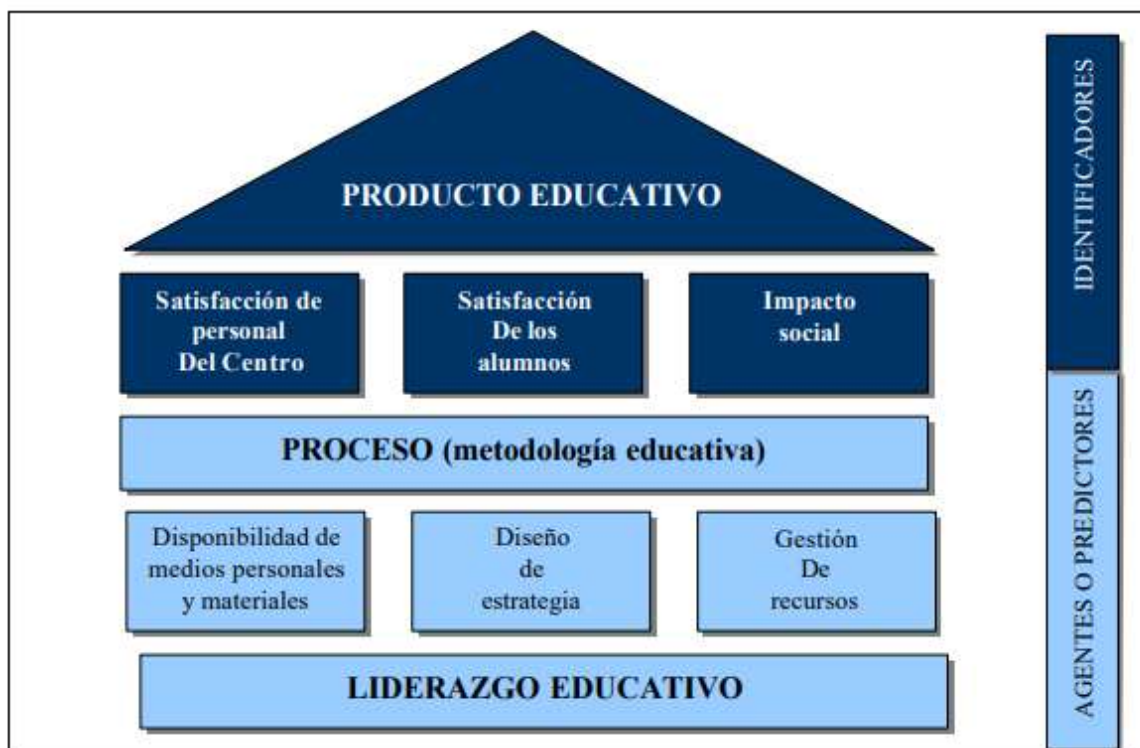 PRODUCTO EDUCATIVO
Satisfacción de
personal
Del Centro
Satisfacción
De los
alumnos
Impacto
social
PROCESO (metodología educativa)
Disponibilidad de
medios personales
y materiales
Diseño
de
estrategia
Gestión
De
recursos
LIDERAZGO EDUCATIVO
IDENTIFICADORES
AGENTES O PREDICTORES